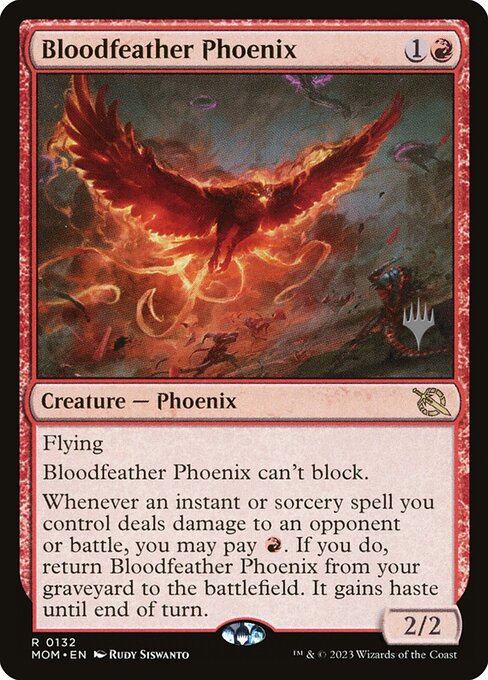 Bloodfeather Phoenix 1
Creature — Phoenix
Flying
Bloodfeather Phoenix can't block.
Whenever an instant or sorcery spell you
control deals damage to an opponent
or battle, you may pay . If you do,
return Bloodfeather Phoenix from your
graveyard to the battlefield. It gains haste
until end of turn.
2/2
R 0132
MOM • EN Rudy Siswanto
™ & © 2023 Wizards of the Coast